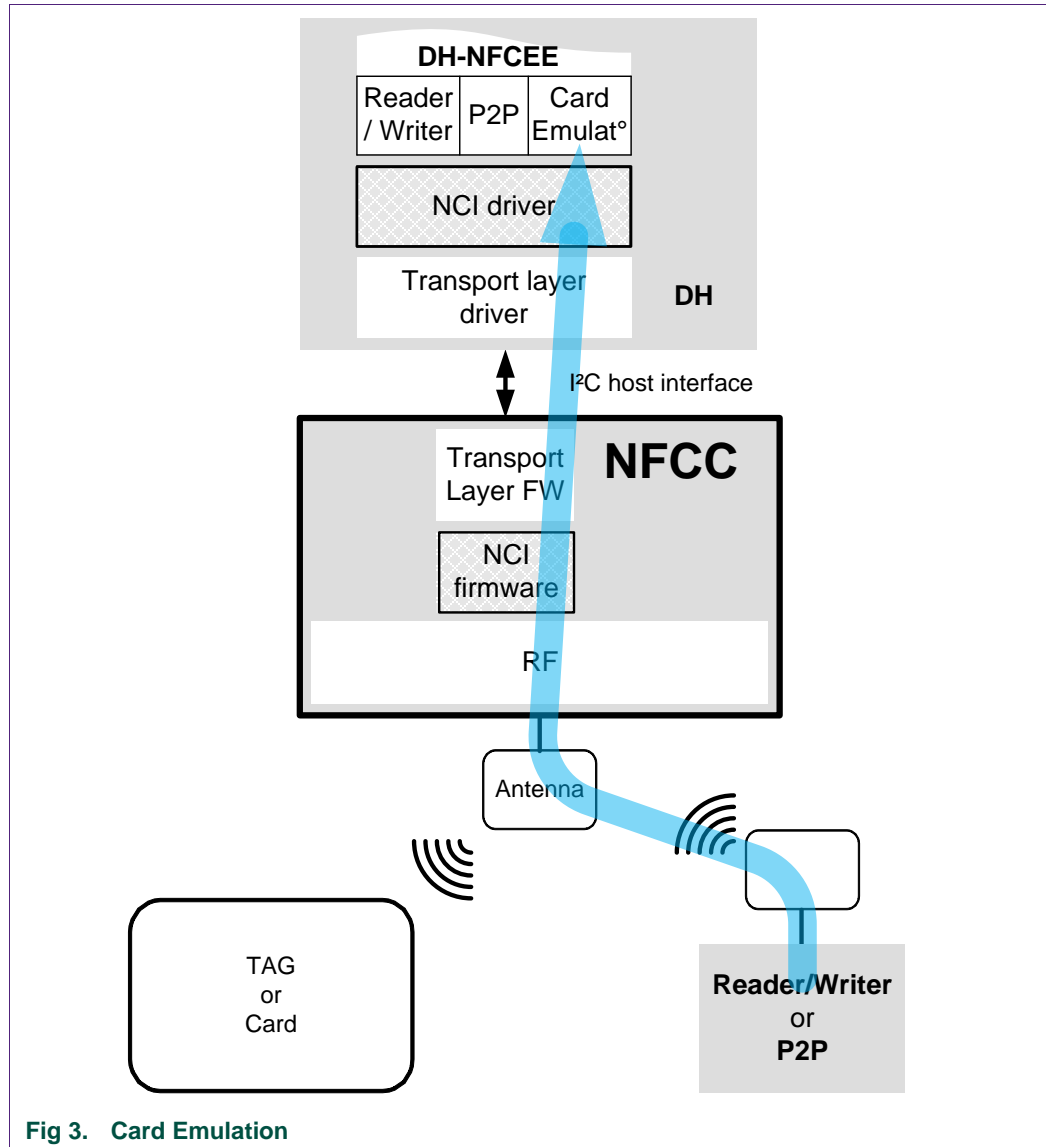 DH-NFCEE
Reader
/ Writer
P2P
Card
Emulat°
NCI driver
Transport layer
driver
DH
I²C host interface
Transport
Layer FW
NFCC
NCI
firmware
RF
Antenna
TAG
or
Card
Reader/Writer
or
P2P
Fig 3. Card Emulation